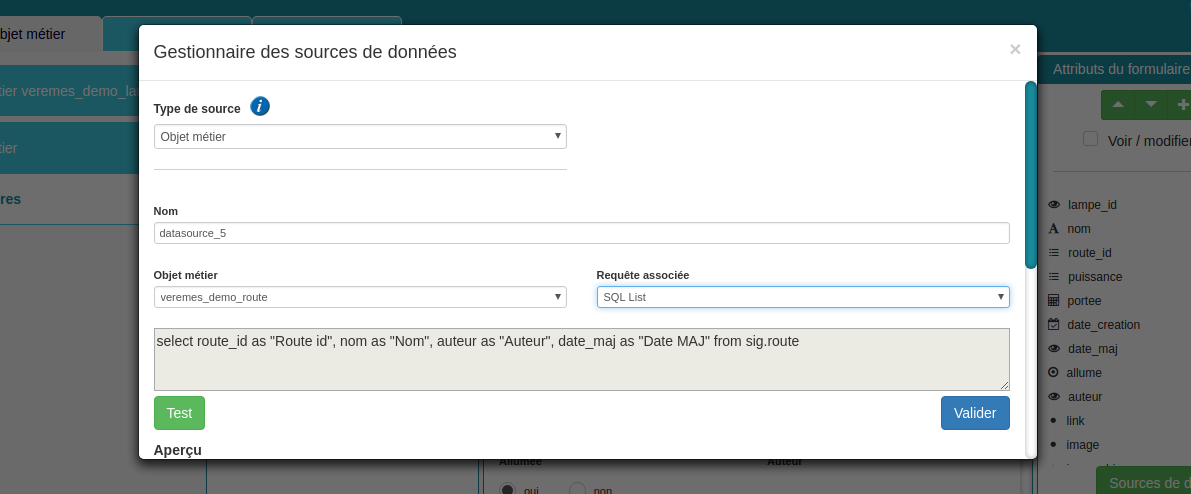 bjet métier
Gestionnaire des sources de données
×
Attributs du formulaire
tier veremes_demo_la
Type de source
Objet métier
Voir / modifier
tier
res
lampe_id
Nom
nom
datasource_5
route_id
Objet métier
Requête associée
puissance
veremes_demo_route
SQL List
portee
date_creation
select route_id as "Route id", nom as "Nom", auteur as "Auteur", date_maj as "Date MAJ" from sig.route
date_maj
allume
auteur
Test
Valider
link
image
Aperçu
Allumée
Auteur
Sources de d
oui
non